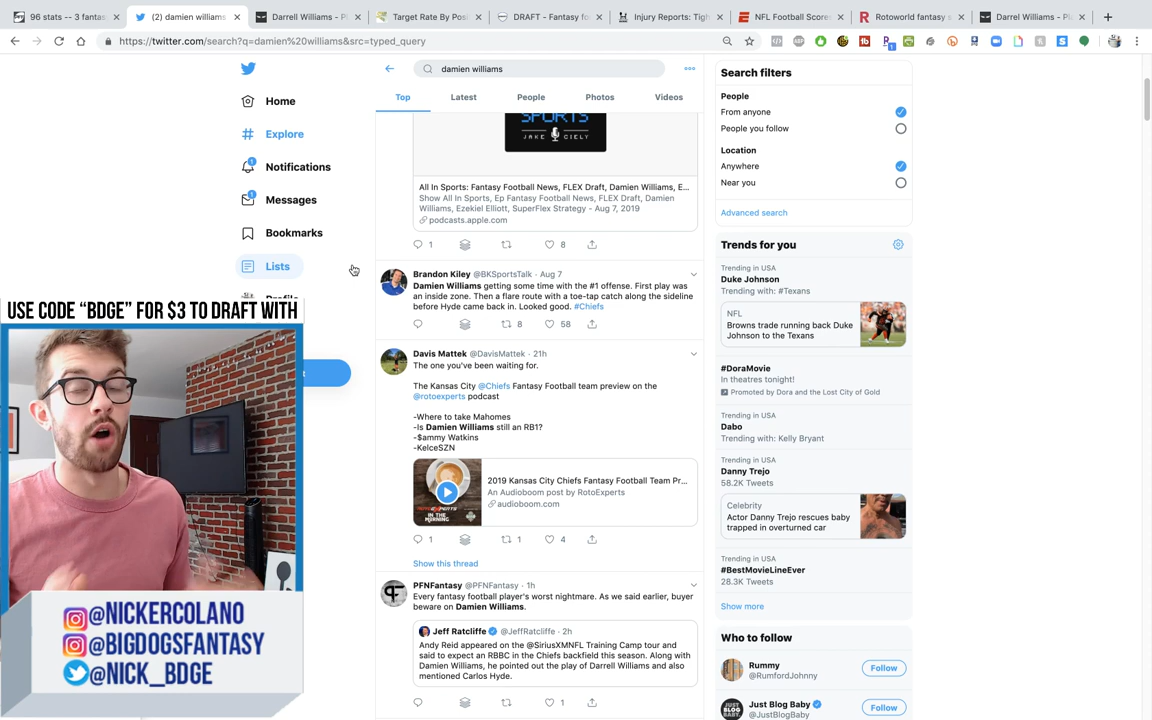 96 stats -- 3 fantas
(2) damien williams
Darrell Williams - Pl
Target Rate By Posi
DRAFT - Fantasy fo
Injury Reports: Tigh
NFL Football Scores
Rotoworld fantasy s
Darrel Williams - Pla
https://twitter.com/search?q=damien%20williams&src=typed_query
Home
Explore
Notifications
Messages
Bookmarks
Lists
damien williams
Top
Latest
People
Photos
Videos
SPORTS
JAKE CIELY
All In Sports: Fantasy Football News, FLEX Draft, Damien Williams, E...
Show All In Sports, Ep Fantasy Football News, FLEX Draft, Damien
Williams, Ezekiel Elliott, SuperFlex Strategy - Aug 7, 2019
podcasts.apple.com
1
8
Brandon Kiley @BKSportsTalk · Aug 7
Damien Williams getting some time with the #1 offense. First play was
an inside zone. Then a flare route with a toe-tap catch along the sideline
before Hyde came back in. Looked good. #Chiefs
8
58
Davis Mattek @DavisMattek · 21h
The one you've been waiting for.
The Kansas City @Chiefs Fantasy Football team preview on the
@rotoexperts podcast
-Where to take Mahomes
-Is Damien Williams still an RB1?
-$ammy Watkins
-KelceSZN
2019 Kansas City Chiefs Fantasy Football Team Pr...
An Audioboom post by RotoExperts
audioboom.com
1
1
4
Show this thread
PFNFantasy @PFNFantasy · 1h
Every fantasy football player's worst nightmare. As we said earlier, buyer
beware on Damien Williams.
Jeff Ratcliffe @JeffRatcliffe · 2h
Andy Reid appeared on the @SiriusXMNFL Training Camp tour and
said to expect an RBBC in the Chiefs backfield this season. Along with
Damien Williams, he pointed out the play of Darrell Williams and also
mentioned Carlos Hyde.
1
Search filters
People
From anyone
People you follow
Location
Anywhere
Near you
Advanced search
Trends for you
Trending in USA
Duke Johnson
Trending with: #Texans
NFL
Browns trade running back Duke
Johnson to the Texans
#DoraMovie
In theatres tonight!
Promoted by Dora and the Lost City of Gold
Trending in USA
Dabo
Trending with: Kelly Bryant
Trending in USA
Danny Trejo
58.2K Tweets
Celebrity
Actor Danny Trejo rescues baby
trapped in overturned car
Trending in USA
#BestMovieLineEver
28.3K Tweets
Show more
Who to follow
Rummy
@RumfordJohnny
Follow
Just Blog Baby
@JustBlogBaby
Follow
USE CODE "BDGE" FOR $3 TO DRAFT WITH
@NICKERCOLANO
@BIGDOGSFANTASY
@NICK_BDGE